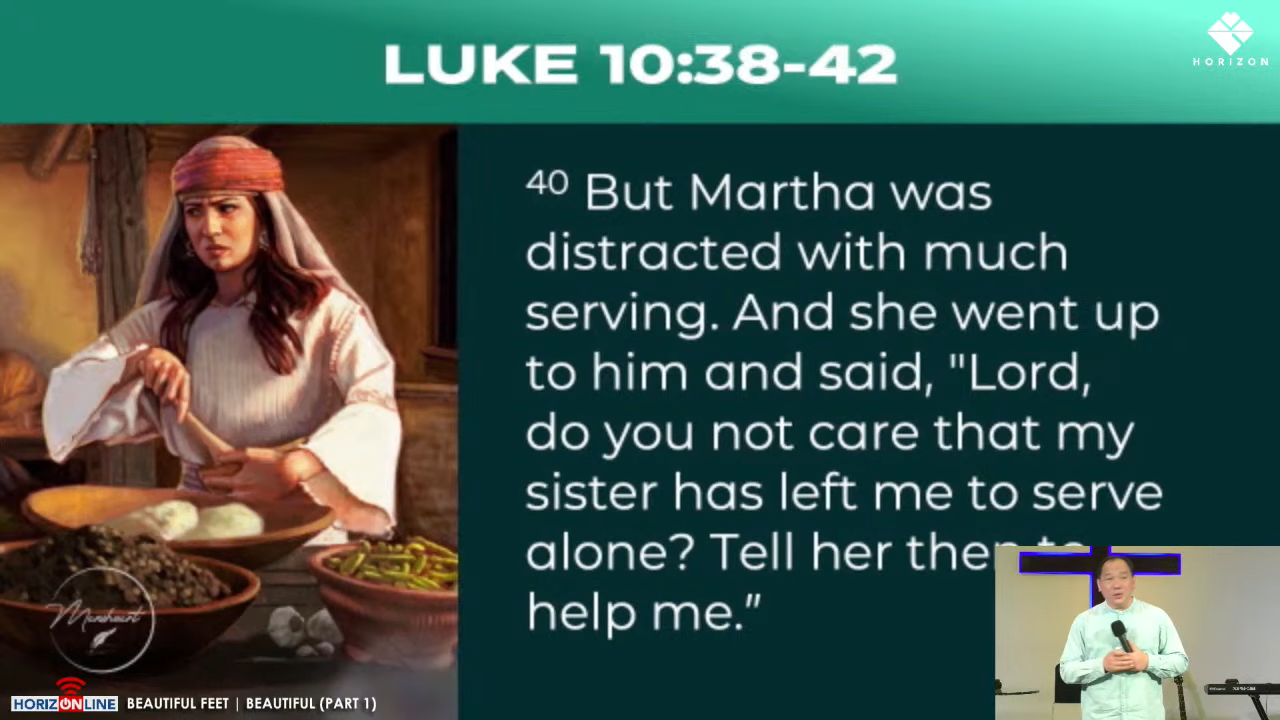 LUKE 10:38-42
HORIZON
40 But Martha was
distracted with much
serving. And she went up
to him and said, "Lord,
do you not care that my
sister has left me to serve
alone? Tell her then to
help me.”
HORIZONLINE BEAUTIFUL FEET | BEAUTIFUL (PART 1)